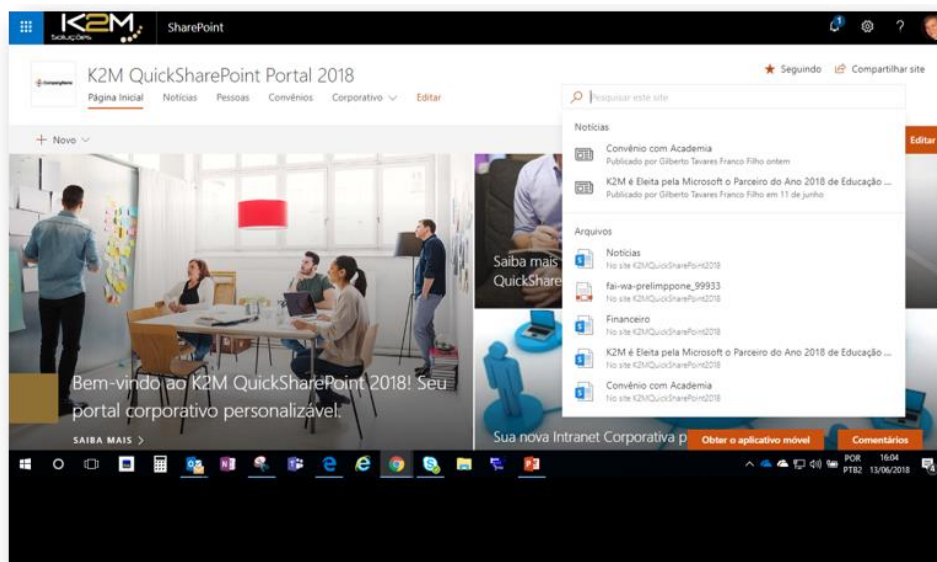 K2M
Soluções
SharePoint
1
?
CompanyName
K2M QuickSharePoint Portal 2018
Seguindo
Compartilhar site
Página Inicial
Notícias
Pessoas
Convênios
Corporativo
Editar
Pesquisar este site
+ Novo
Editar
Notícias
Convênio com Academia
Publicado por Gilberto Tavares Franco Filho ontem
K2M é Eleita pela Microsoft o Parceiro do Ano 2018 de Educação ...
Publicado por Gilberto Tavares Franco Filho em 11 de junho
Arquivos
Notícias
No site K2MQuickSharePoint2018
fai-wa-prelimppone_99933
No site K2MQuickSharePoint2018
Financeiro
No site K2MQuickSharePoint2018
K2M é Eleita pela Microsoft o Parceiro do Ano 2018 de Educação ...
No site K2MQuickSharePoint2018
Convênio com Academia
No site K2MQuickSharePoint2018
Saiba mais
QuickShare
Bem-vindo ao K2M QuickSharePoint 2018! Seu
portal corporativo personalizável.
SAIBA MAIS >
Sua nova Intranet Corporativa p
Obter o aplicativo móvel
Comentários
POR
PTB2
16:04
13/06/2018
4